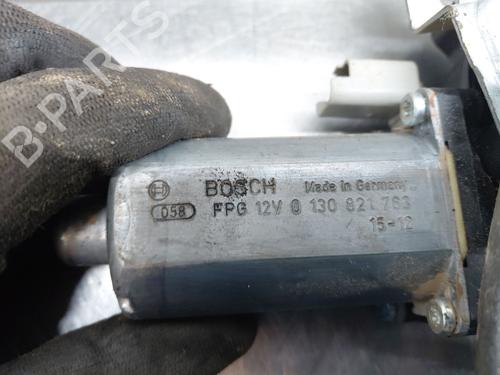 BOSCH Made in Germany
058 FPG 12V 0 130 821 763
15-12
B-PARTS